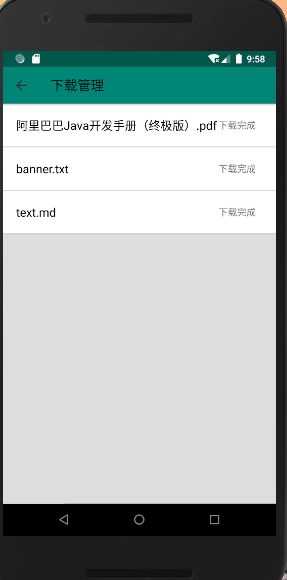 9:58
下载管理
阿里巴巴Java开发手册（终极版）.pdf 下载完成
banner.txt 下载完成
text.md 下载完成